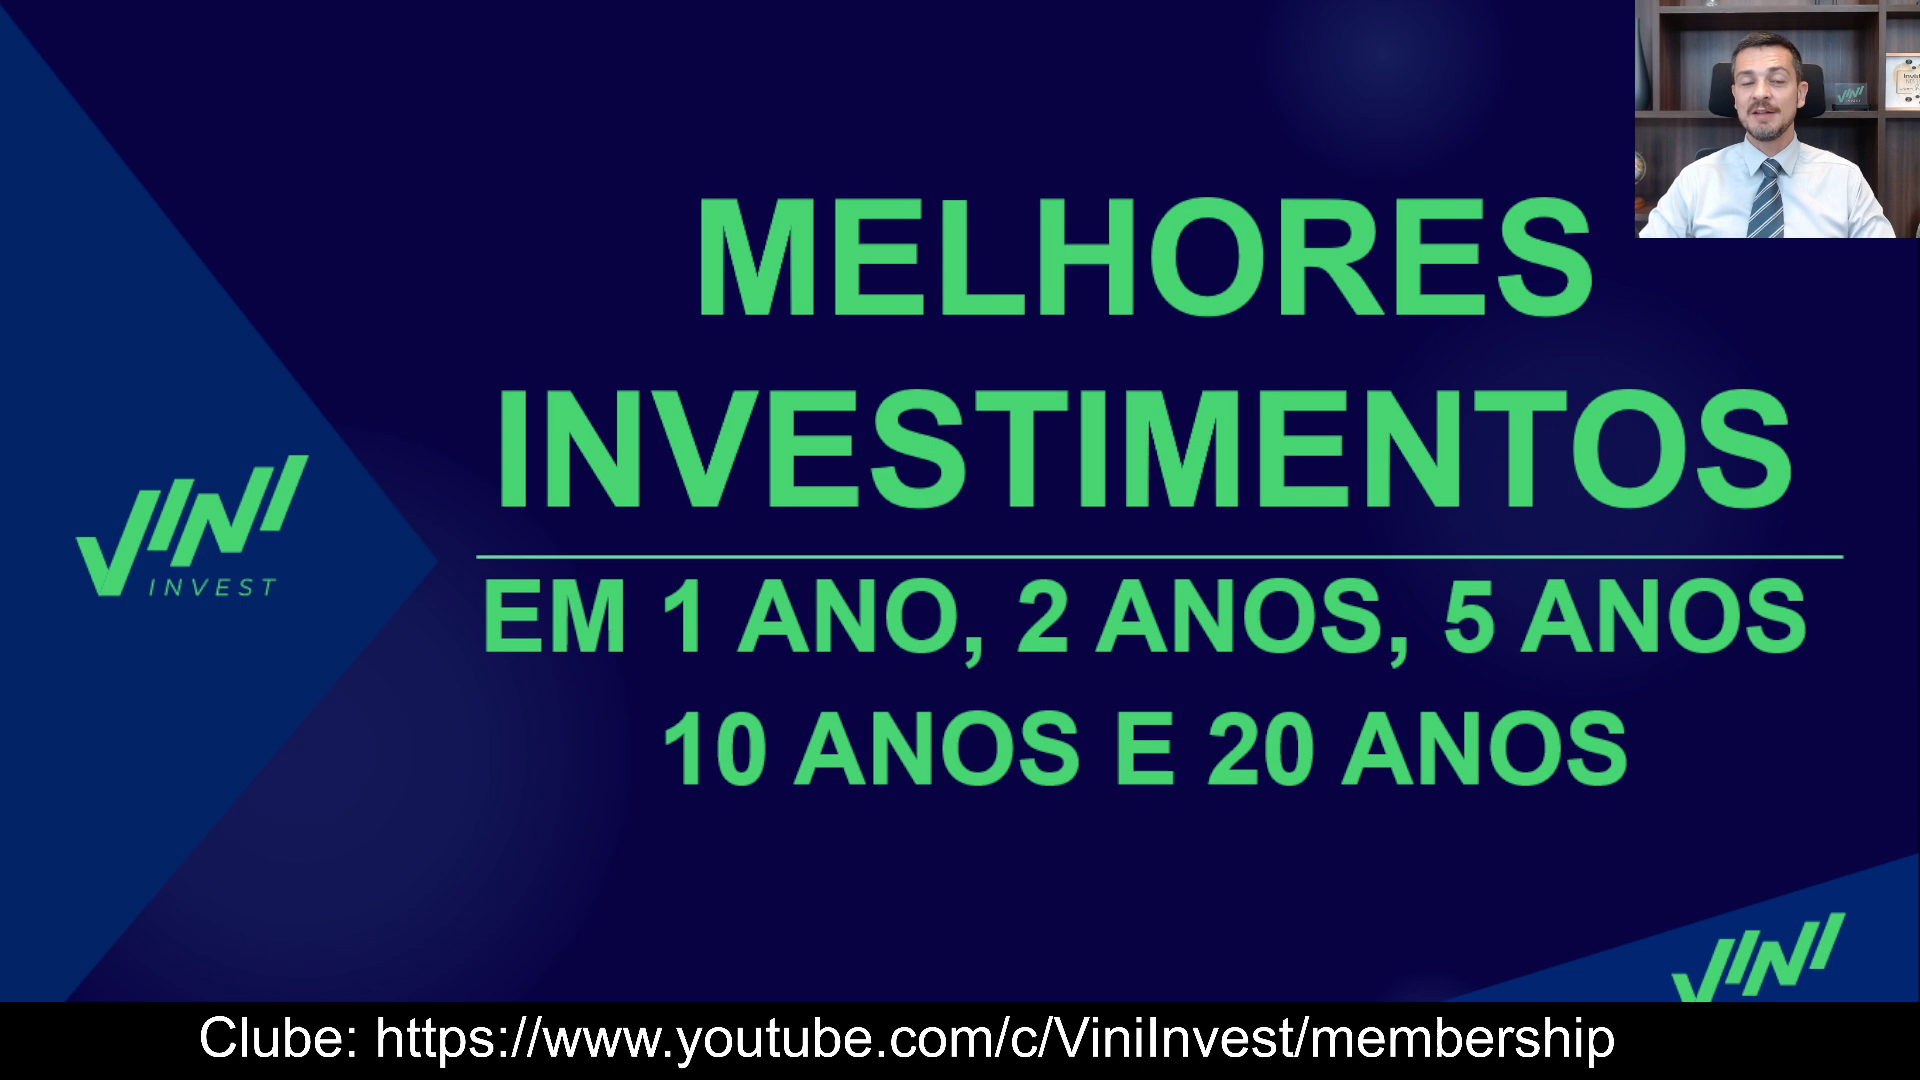 MELHORES
INVESTIMENTOS
EM 1 ANO, 2 ANOS, 5 ANOS
10 ANOS E 20 ANOS
VINI
INVEST
VINI
VINI
Clube: https://www.youtube.com/c/ViniInvest/membership